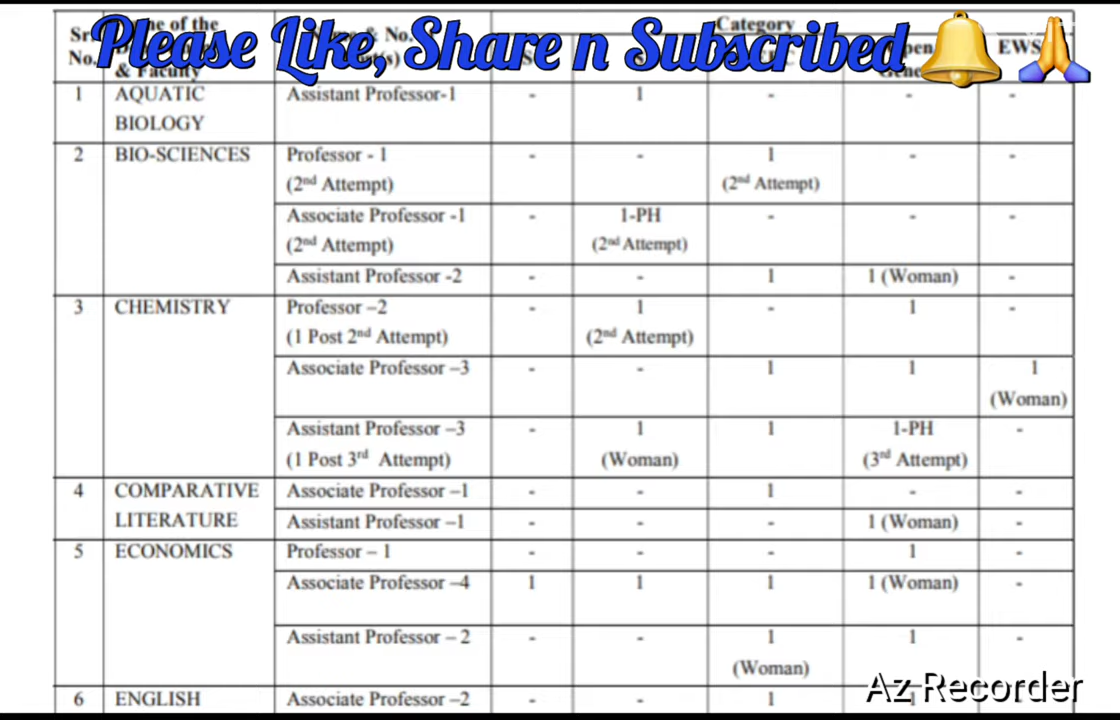 Please Like, Share n Subscribed 🔔 🙏
Sr. No. & Faculty Category EWS
1 AQUATIC BIOLOGY Assistant Professor-1 - 1 - - -
2 BIO-SCIENCES Professor - 1 (2nd Attempt) - - 1 (2nd Attempt) - -
Associate Professor -1 (2nd Attempt) - 1-PH (2nd Attempt) - - -
Assistant Professor -2 - - 1 1 (Woman) -
3 CHEMISTRY Professor –2 (1 Post 2nd Attempt) - 1 (2nd Attempt) - 1 -
Associate Professor –3 - - 1 1 1 (Woman)
Assistant Professor –3 (1 Post 3rd Attempt) - 1 (Woman) 1 1-PH (3rd Attempt) -
4 COMPARATIVE LITERATURE Associate Professor –1 - - 1 - -
Assistant Professor –1 - - - 1 (Woman) -
5 ECONOMICS Professor – 1 - - - 1 -
Associate Professor –4 1 1 1 1 (Woman) -
Assistant Professor – 2 - - 1 (Woman) 1 -
6 ENGLISH Associate Professor –2 - - 1 1 -
Az Recorder